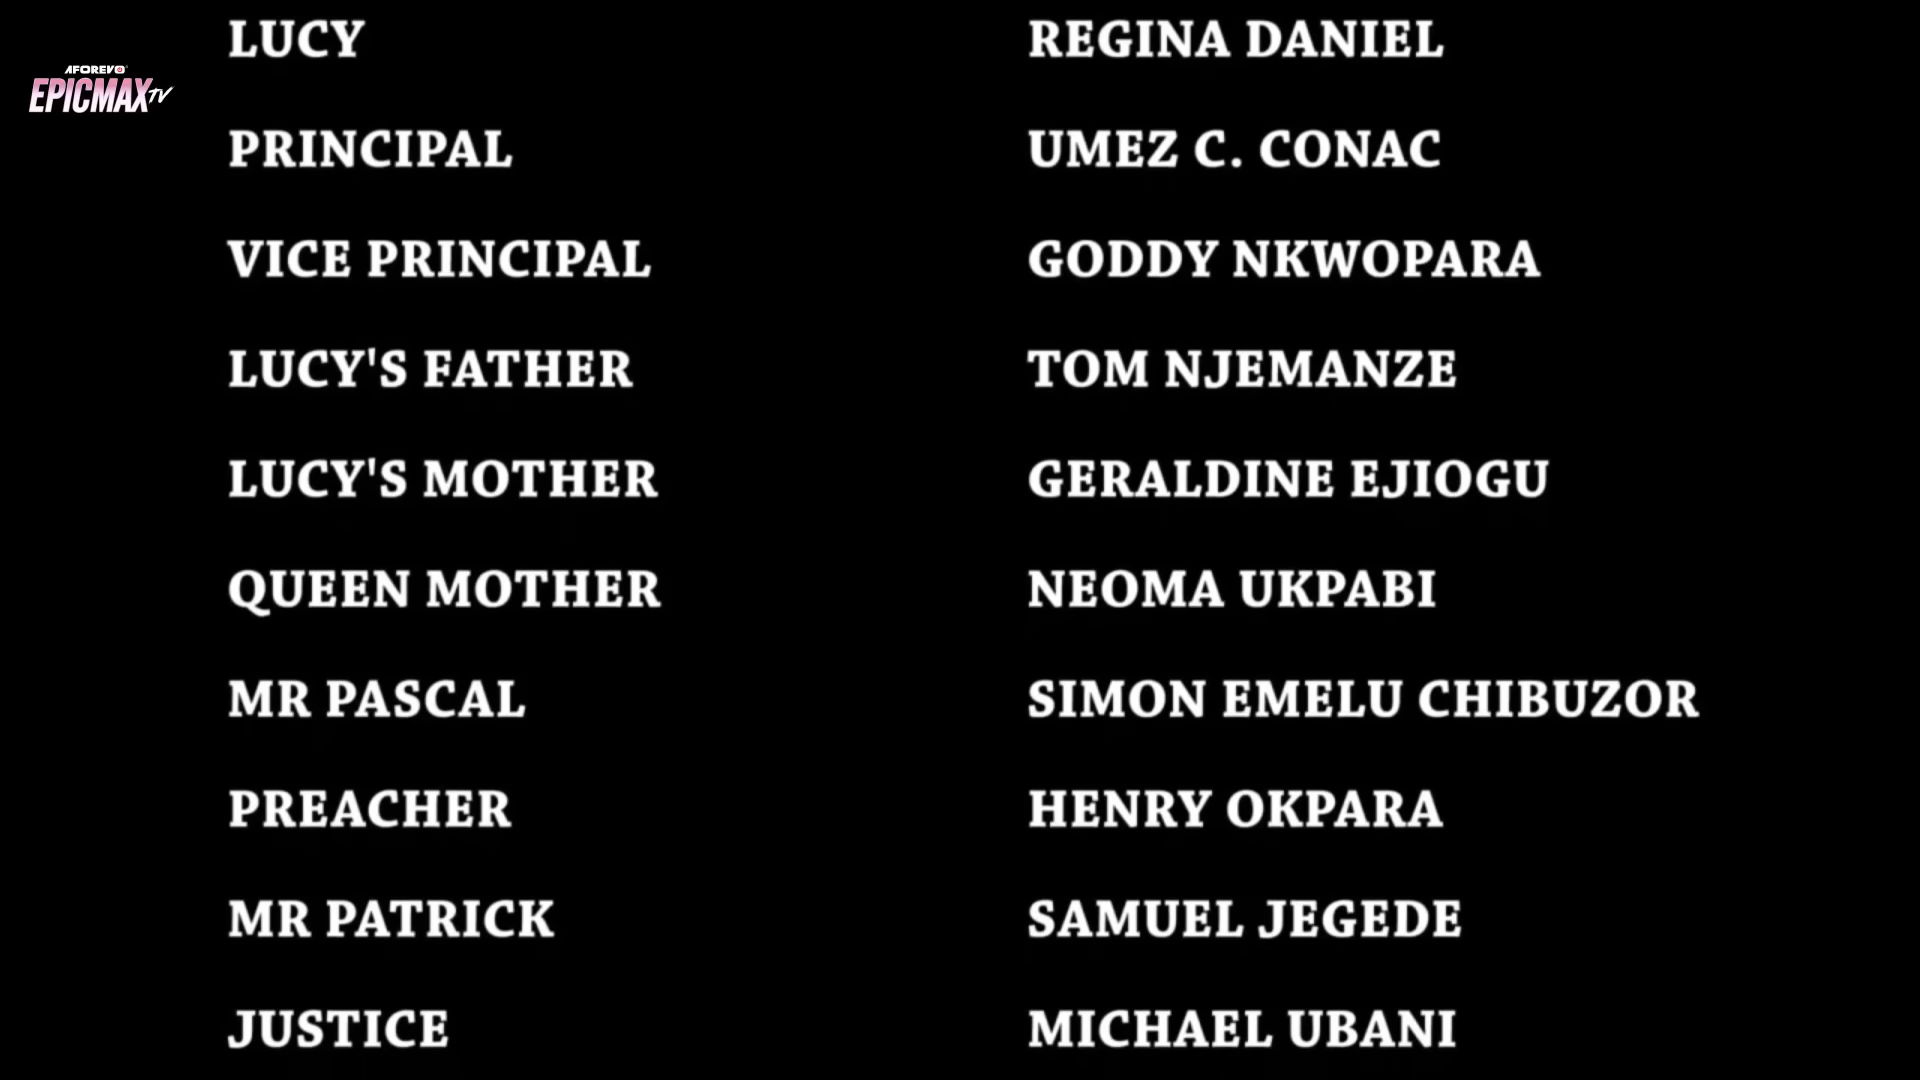 LUCY REGINA DANIEL
AFOREVO
EPICMAX TV
PRINCIPAL UMEZ C. CONAC
VICE PRINCIPAL GODDY NKWOPARA
LUCY'S FATHER TOM NJEMANZE
LUCY'S MOTHER GERALDINE EJIOGU
QUEEN MOTHER NEOMA UKPABI
MR PASCAL SIMON EMELU CHIBUZOR
PREACHER HENRY OKPARA
MR PATRICK SAMUEL JEGEDE
JUSTICE MICHAEL UBANI